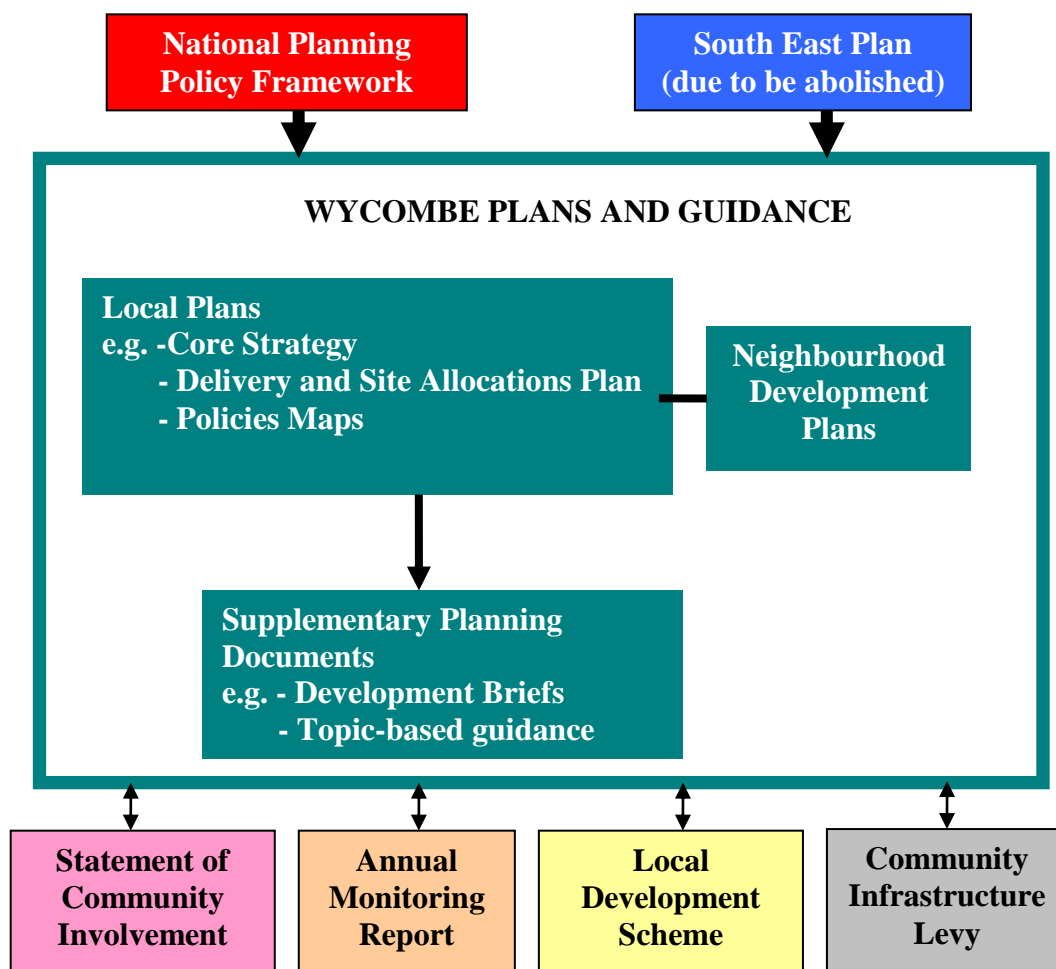 National Planning
Policy Framework
South East Plan
(due to be abolished)
WYCOMBE PLANS AND GUIDANCE
Local Plans
e.g. -Core Strategy
- Delivery and Site Allocations Plan
- Policies Maps
Neighbourhood
Development
Plans
Supplementary Planning
Documents
e.g. - Development Briefs
- Topic-based guidance
Statement of
Community
Involvement
Annual
Monitoring
Report
Local
Development
Scheme
Community
Infrastructure
Levy